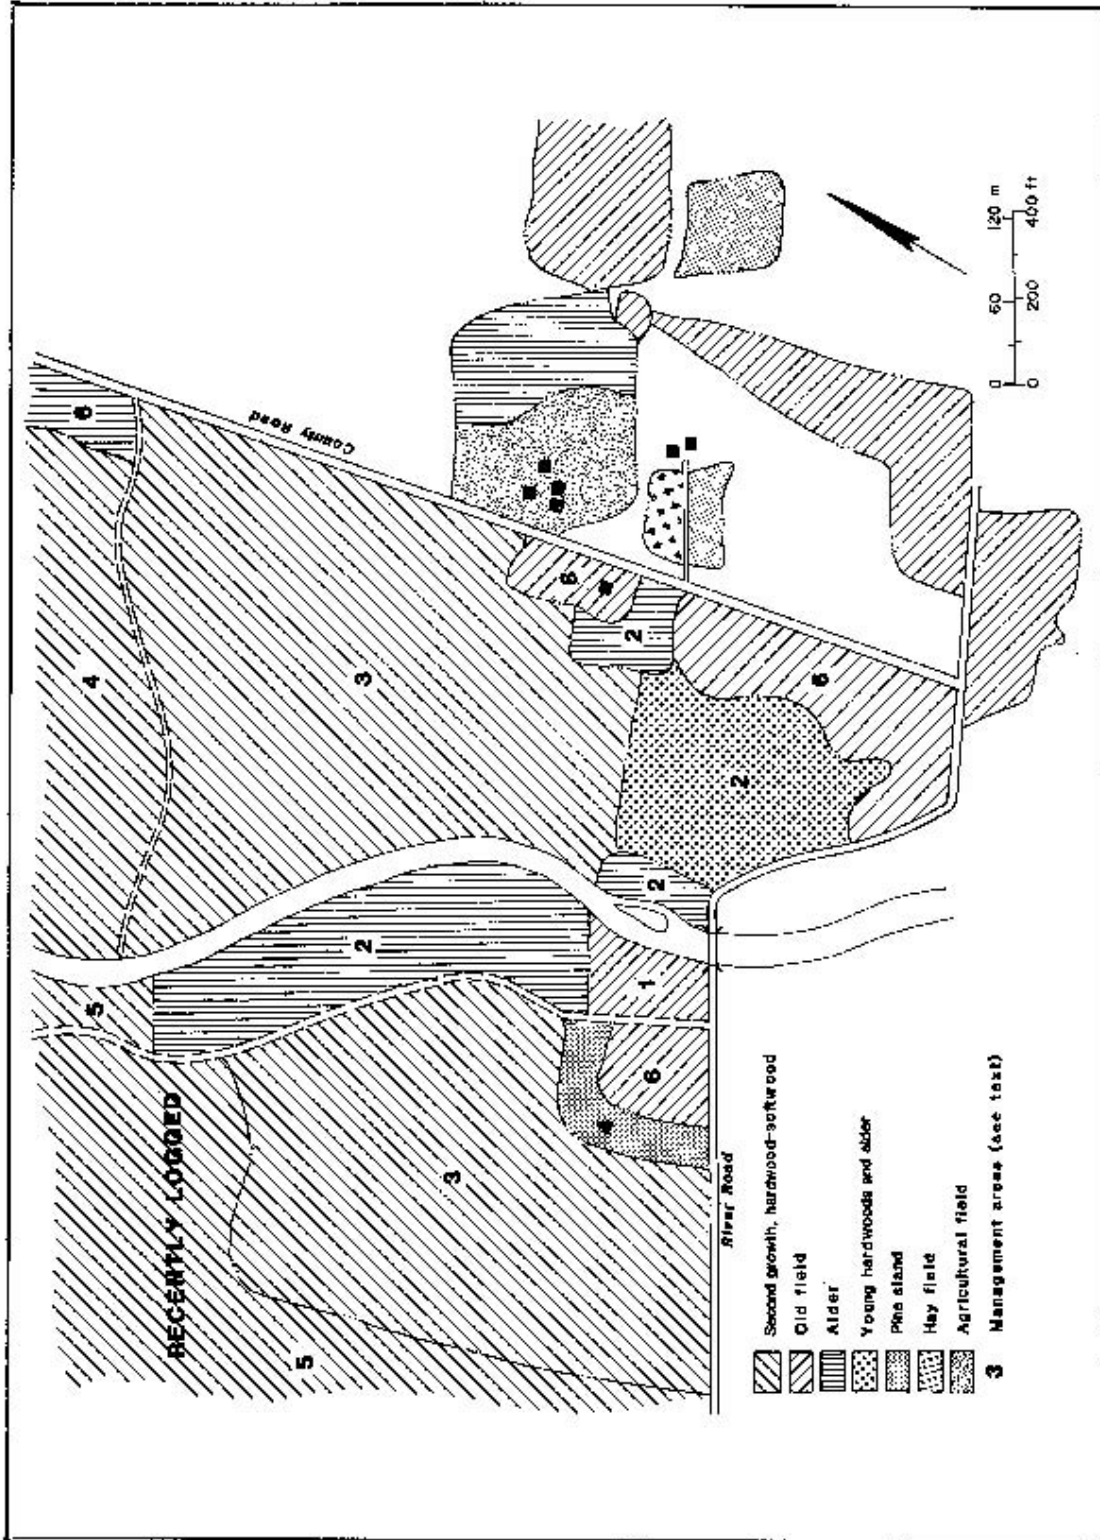 6
County Road
4
3
6
2
6
2
2
2
5
1
6
4
3
5
RECENTLY LOGGED
River Road
0 60 120 m
0 200 400 ft
Second growth, hardwood-softwood
Old field
Alder
Young hardwoods and alder
Pine stand
Hay field
Agricultural field
3 Management areas (see text)